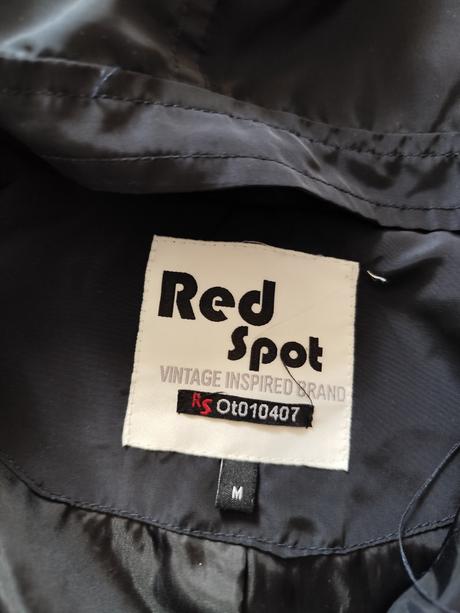 Red
Spot
VINTAGE INSPIRED BRAND
RS Ot010407
M